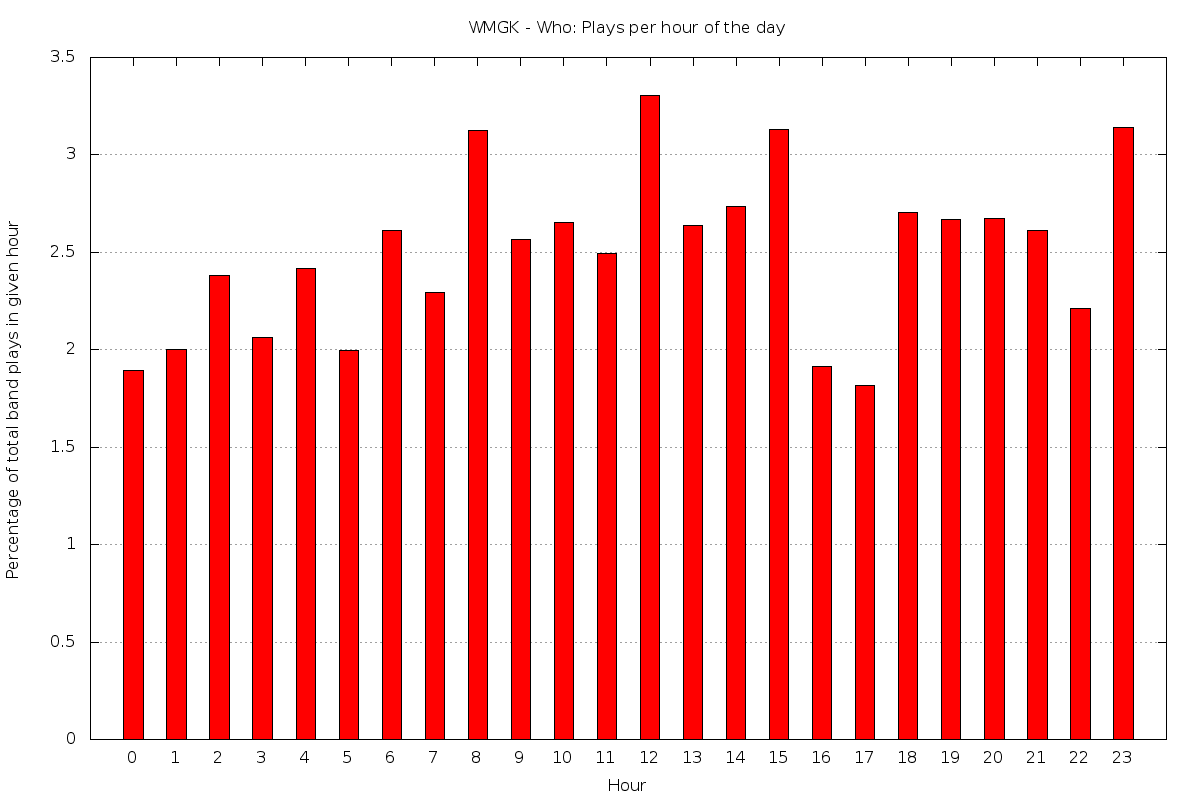 WMGK - Who: Plays per hour of the day
Percentage of total band plays in given hour
3.5
3
2.5
2
1.5
1
0.5
0
0 1 2 3 4 5 6 7 8 9 10 11 12 13 14 15 16 17 18 19 20 21 22 23
Hour